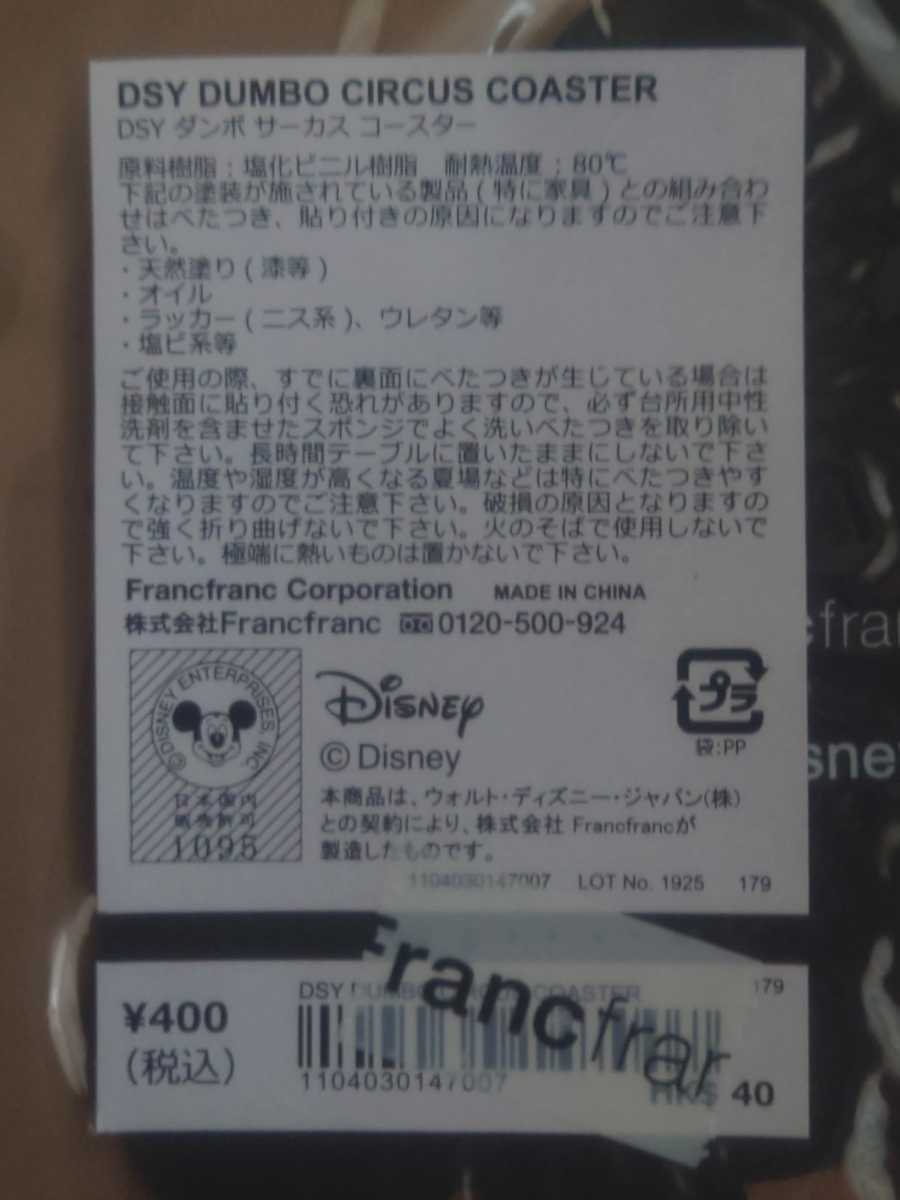 DSY DUMBO CIRCUS COASTER
DSY ダンボ サーカス コースター
原料樹脂：塩化ビニル樹脂　耐熱温度：80℃
下記の塗装が施されている製品(特に家具)との組み合わ
せはべたつき、貼り付きの原因になりますのでご注意下
さい。
・天然塗り(漆等)
・オイル
・ラッカー(ニス系)、ウレタン等
・塩ビ系等
ご使用の際、すでに裏面にべたつきが生じている場合は
接触面に貼り付く恐れがありますので、必ず台所用中性
洗剤を含ませたスポンジでよく洗いべたつきを取り除い
て下さい。長時間テーブルに置いたままにしないで下さ
い。温度や湿度が高くなる夏場などは特にべたつきやす
くなりますのでご注意下さい。破損の原因となりますの
で強く折り曲げないで下さい。火のそばで使用しないで
下さい。極端に熱いものは置かないで下さい。
Francfranc Corporation MADE IN CHINA
株式会社Francfranc 0120-500-924
©DISNEY ENTERPRISES, INC
日本国内
販売許可
1095
Disney
© Disney
プラ
袋:PP
本商品は、ウォルト・ディズニー・ジャパン(株)
との契約により、株式会社 Francfrancが
製造したものです。
1104030147007 LOT No. 1925 179
¥400
(税込)
DSY DUMBO CIRCUS COASTER 179
1104030147007
HK$ 40
Francfran
cfra
sne